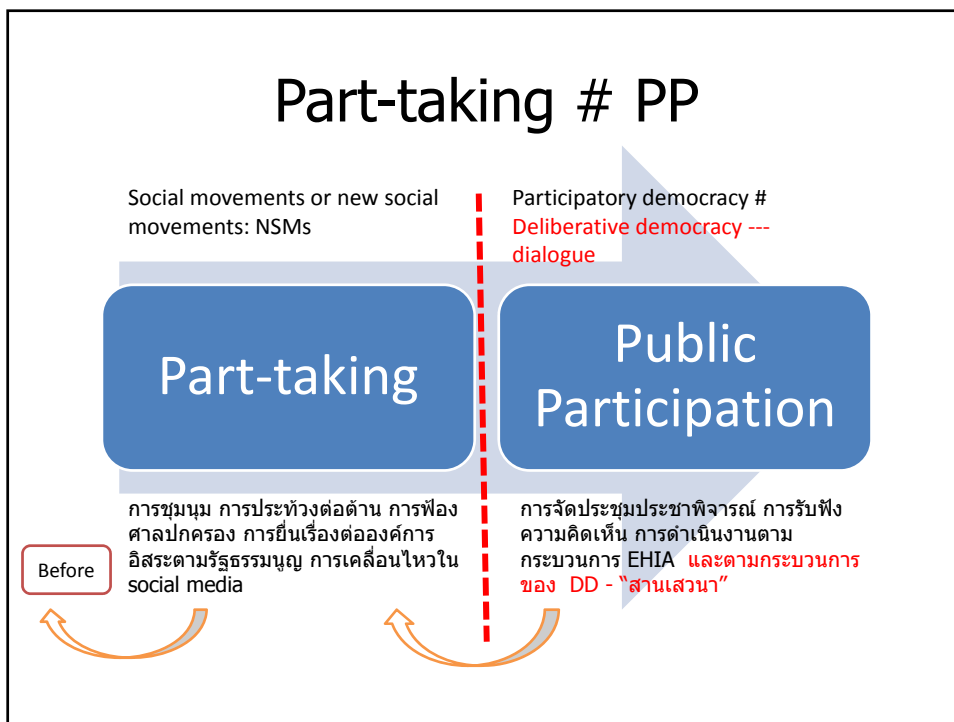 Part-taking # PP
Social movements or new social
movements: NSMs
Participatory democracy #
Deliberative democracy ---
dialogue
Part-taking
Public
Participation
การชุมนุม การประท้วงต่อต้าน การฟ้อง
ศาลปกครอง การยื่นเรื่องต่อองค์การ
อิสระตามรัฐธรรมนูญ การเคลื่อนไหวใน
social media
การจัดประชุมประชาพิจารณ์ การรับฟัง
ความคิดเห็น การดำเนินงานตาม
กระบวนการ EHIA และตามกระบวนการ
ของ DD - “สานเสวนา”
Before